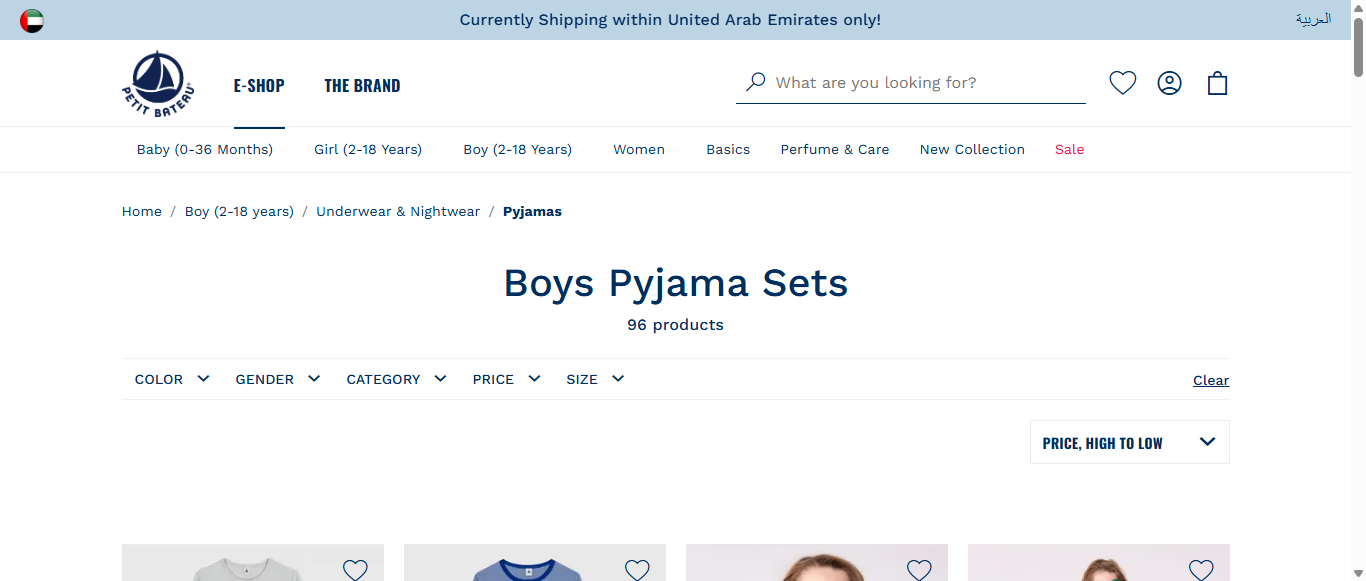 Currently Shipping within United Arab Emirates only!
العربية
PETIT BATEAU
E-SHOP
THE BRAND
What are you looking for?
Baby (0-36 Months)
Girl (2-18 Years)
Boy (2-18 Years)
Women
Basics
Perfume & Care
New Collection
Sale
Home / Boy (2-18 years) / Underwear & Nightwear / Pyjamas
Boys Pyjama Sets
96 products
COLOR
GENDER
CATEGORY
PRICE
SIZE
Clear
PRICE, HIGH TO LOW